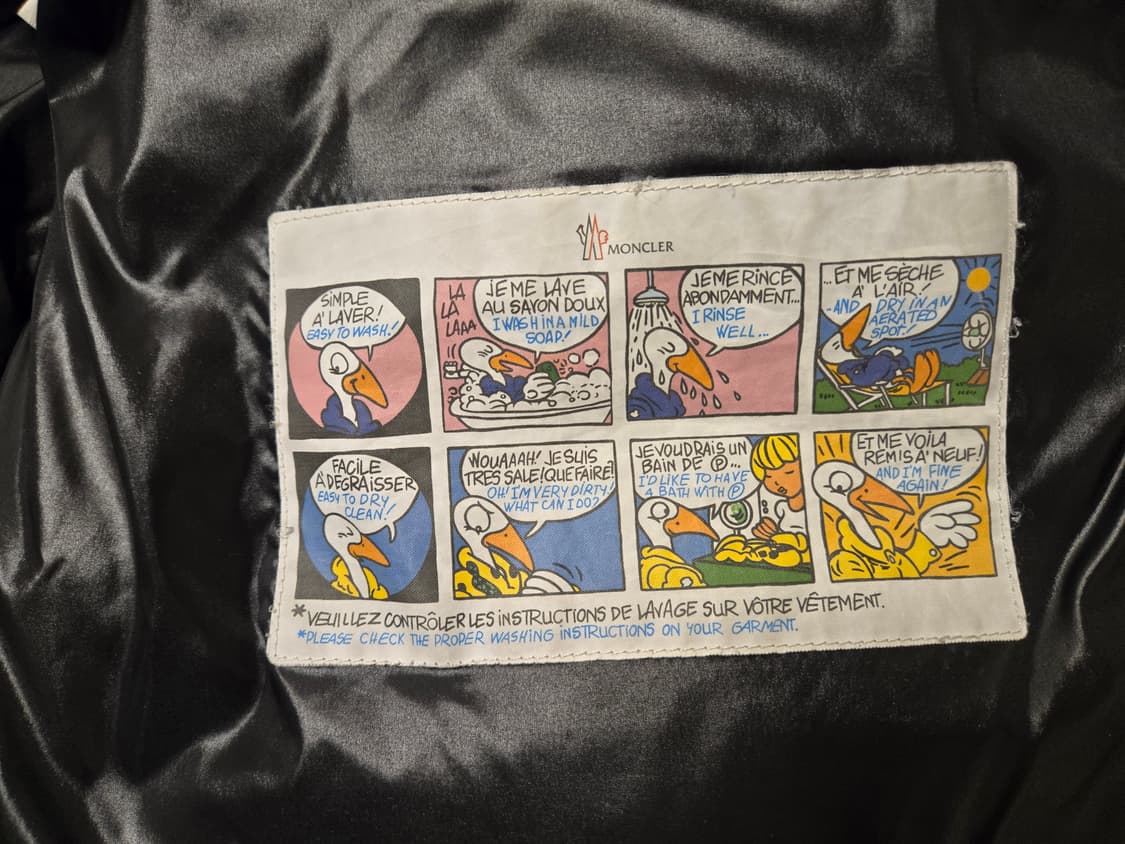 MONCLER
SIMPLE
A' LAVER!
EASY TO WASH!
LA
LA
LAAA
JE ME LAVE
AU SAVON DOUX
I WASH IN A MILD
SOAP!
JE ME RINCE
ABONDAMMENT...
I RINSE
WELL...
...ET ME SÈCHE
A' L'AIR!
...AND I DRY IN AN
AERATED
SPOT!
FACILE
A' DÉGRAISSER
EASY TO DRY
CLEAN!
WOUAAAH! JE SUIS
TRES SALE! QUE FAIRE!
OH! I'M VERY DIRTY!
WHAT CAN I DO?
JE VOUDRAIS UN
BAIN DE Ⓟ...
I'D LIKE TO HAVE
A BATH WITH Ⓟ
ET ME VOILA
REMIS A' NEUF!
AND I'M FINE
AGAIN!
*VEUILLEZ CONTRÔLER LES INSTRUCTIONS DE LAVAGE SUR VÔTRE VÊTEMENT.
*PLEASE CHECK THE PROPER WASHING INSTRUCTIONS ON YOUR GARMENT.